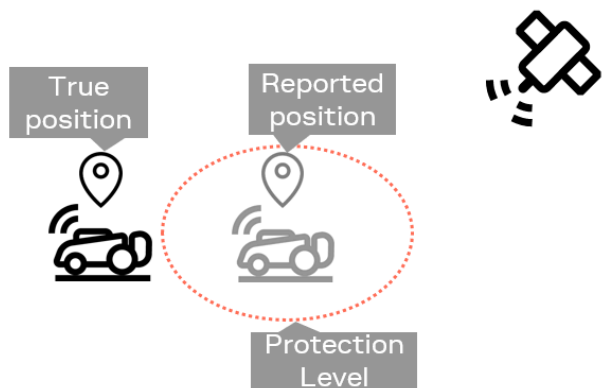 True
position
Reported
position
Protection
Level